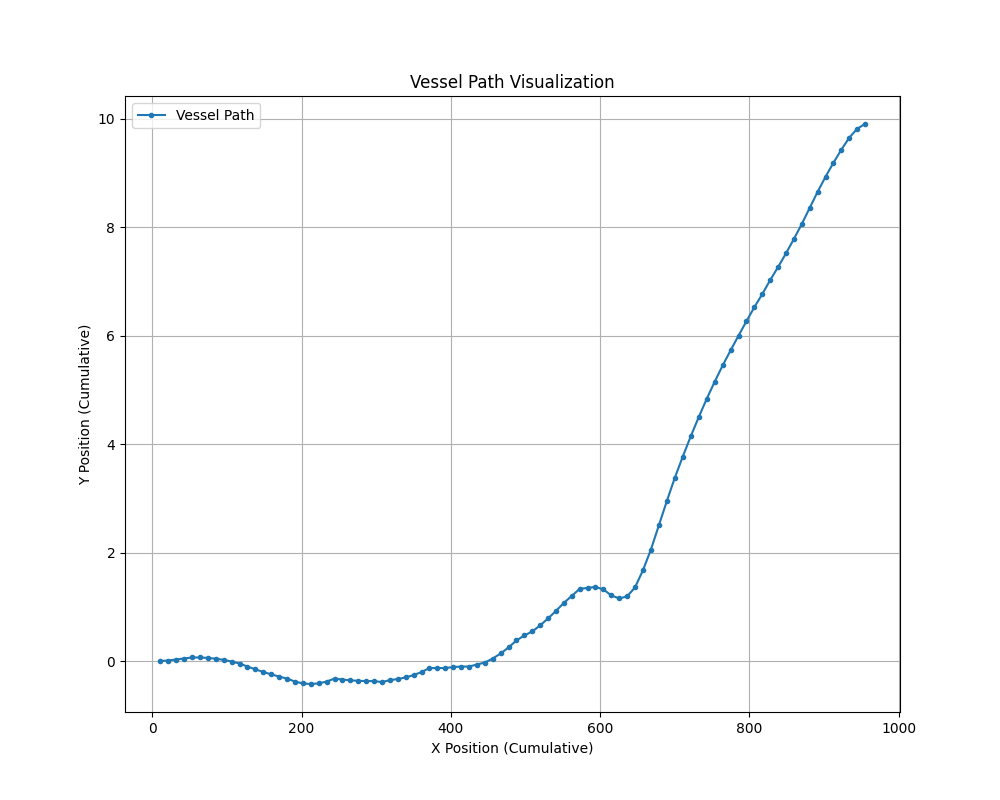 Vessel Path Visualization
Vessel Path
10
8
6
4
2
0
Y Position (Cumulative)
0 200 400 600 800 1000
X Position (Cumulative)